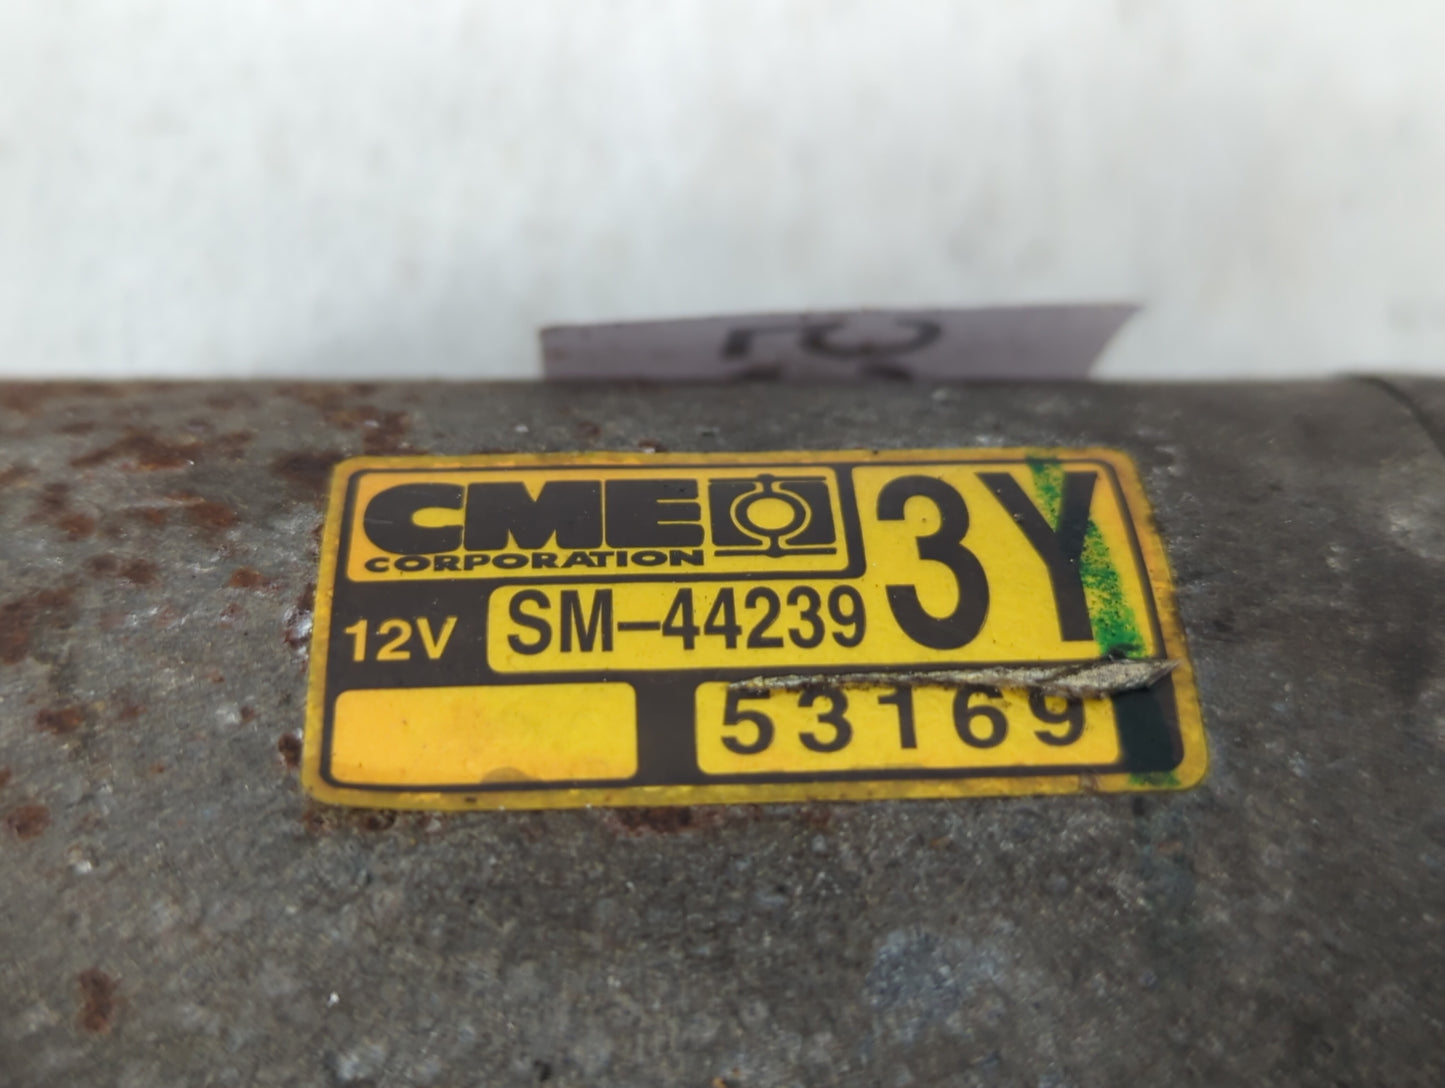 CME
CORPORATION
3Y
12V SM-44239
53169